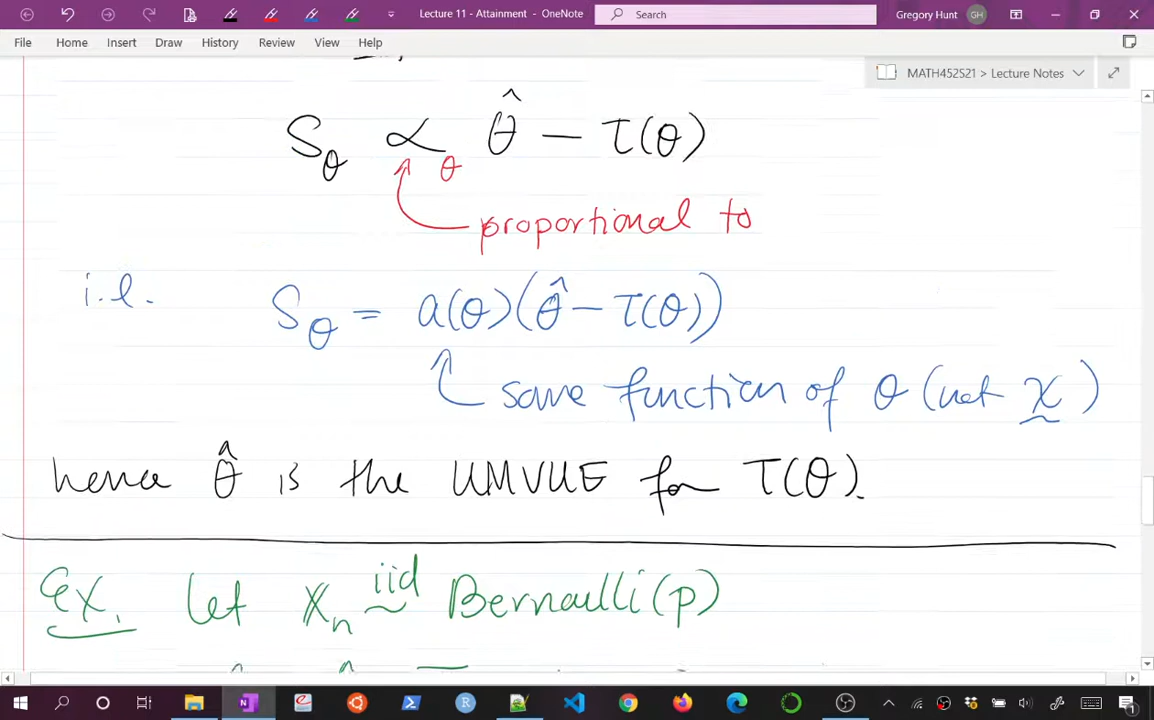 Lecture 11 - Attainment - OneNote
Search
Gregory Hunt
GH
File Home Insert Draw History Review View Help
MATH452S21 > Lecture Notes
S_θ ∝_θ θ̂ − τ(θ)
proportional to
i.e. S_θ = a(θ)(θ̂ − τ(θ))
some function of θ (not x)
hence θ̂ is the UMVUE for τ(θ).
Ex. Let X_n iid~ Bernoulli(p)